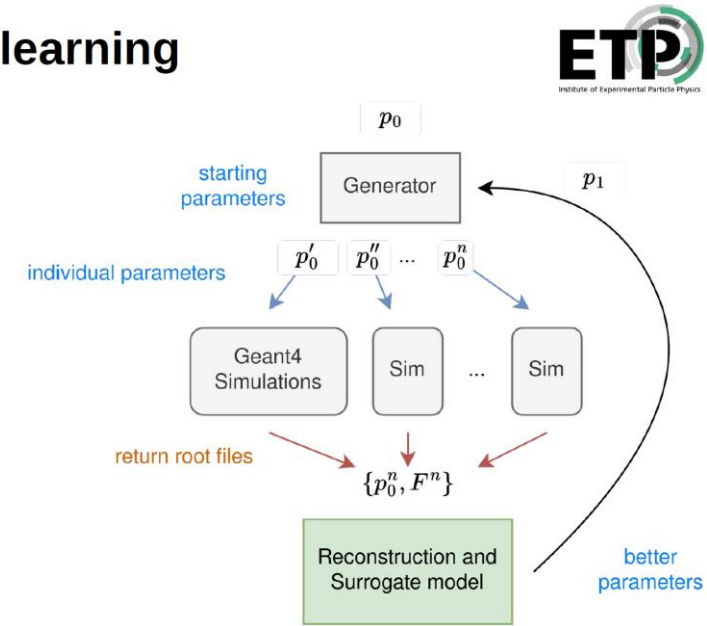 learning
ETP
Institute of Experimental Particle Physics
p₀
starting
parameters
Generator
p₁
individual parameters
p₀′ p₀″ ... p₀ⁿ
Geant4
Simulations
Sim
...
Sim
return root files
{p₀ⁿ, Fⁿ}
Reconstruction and
Surrogate model
better
parameters